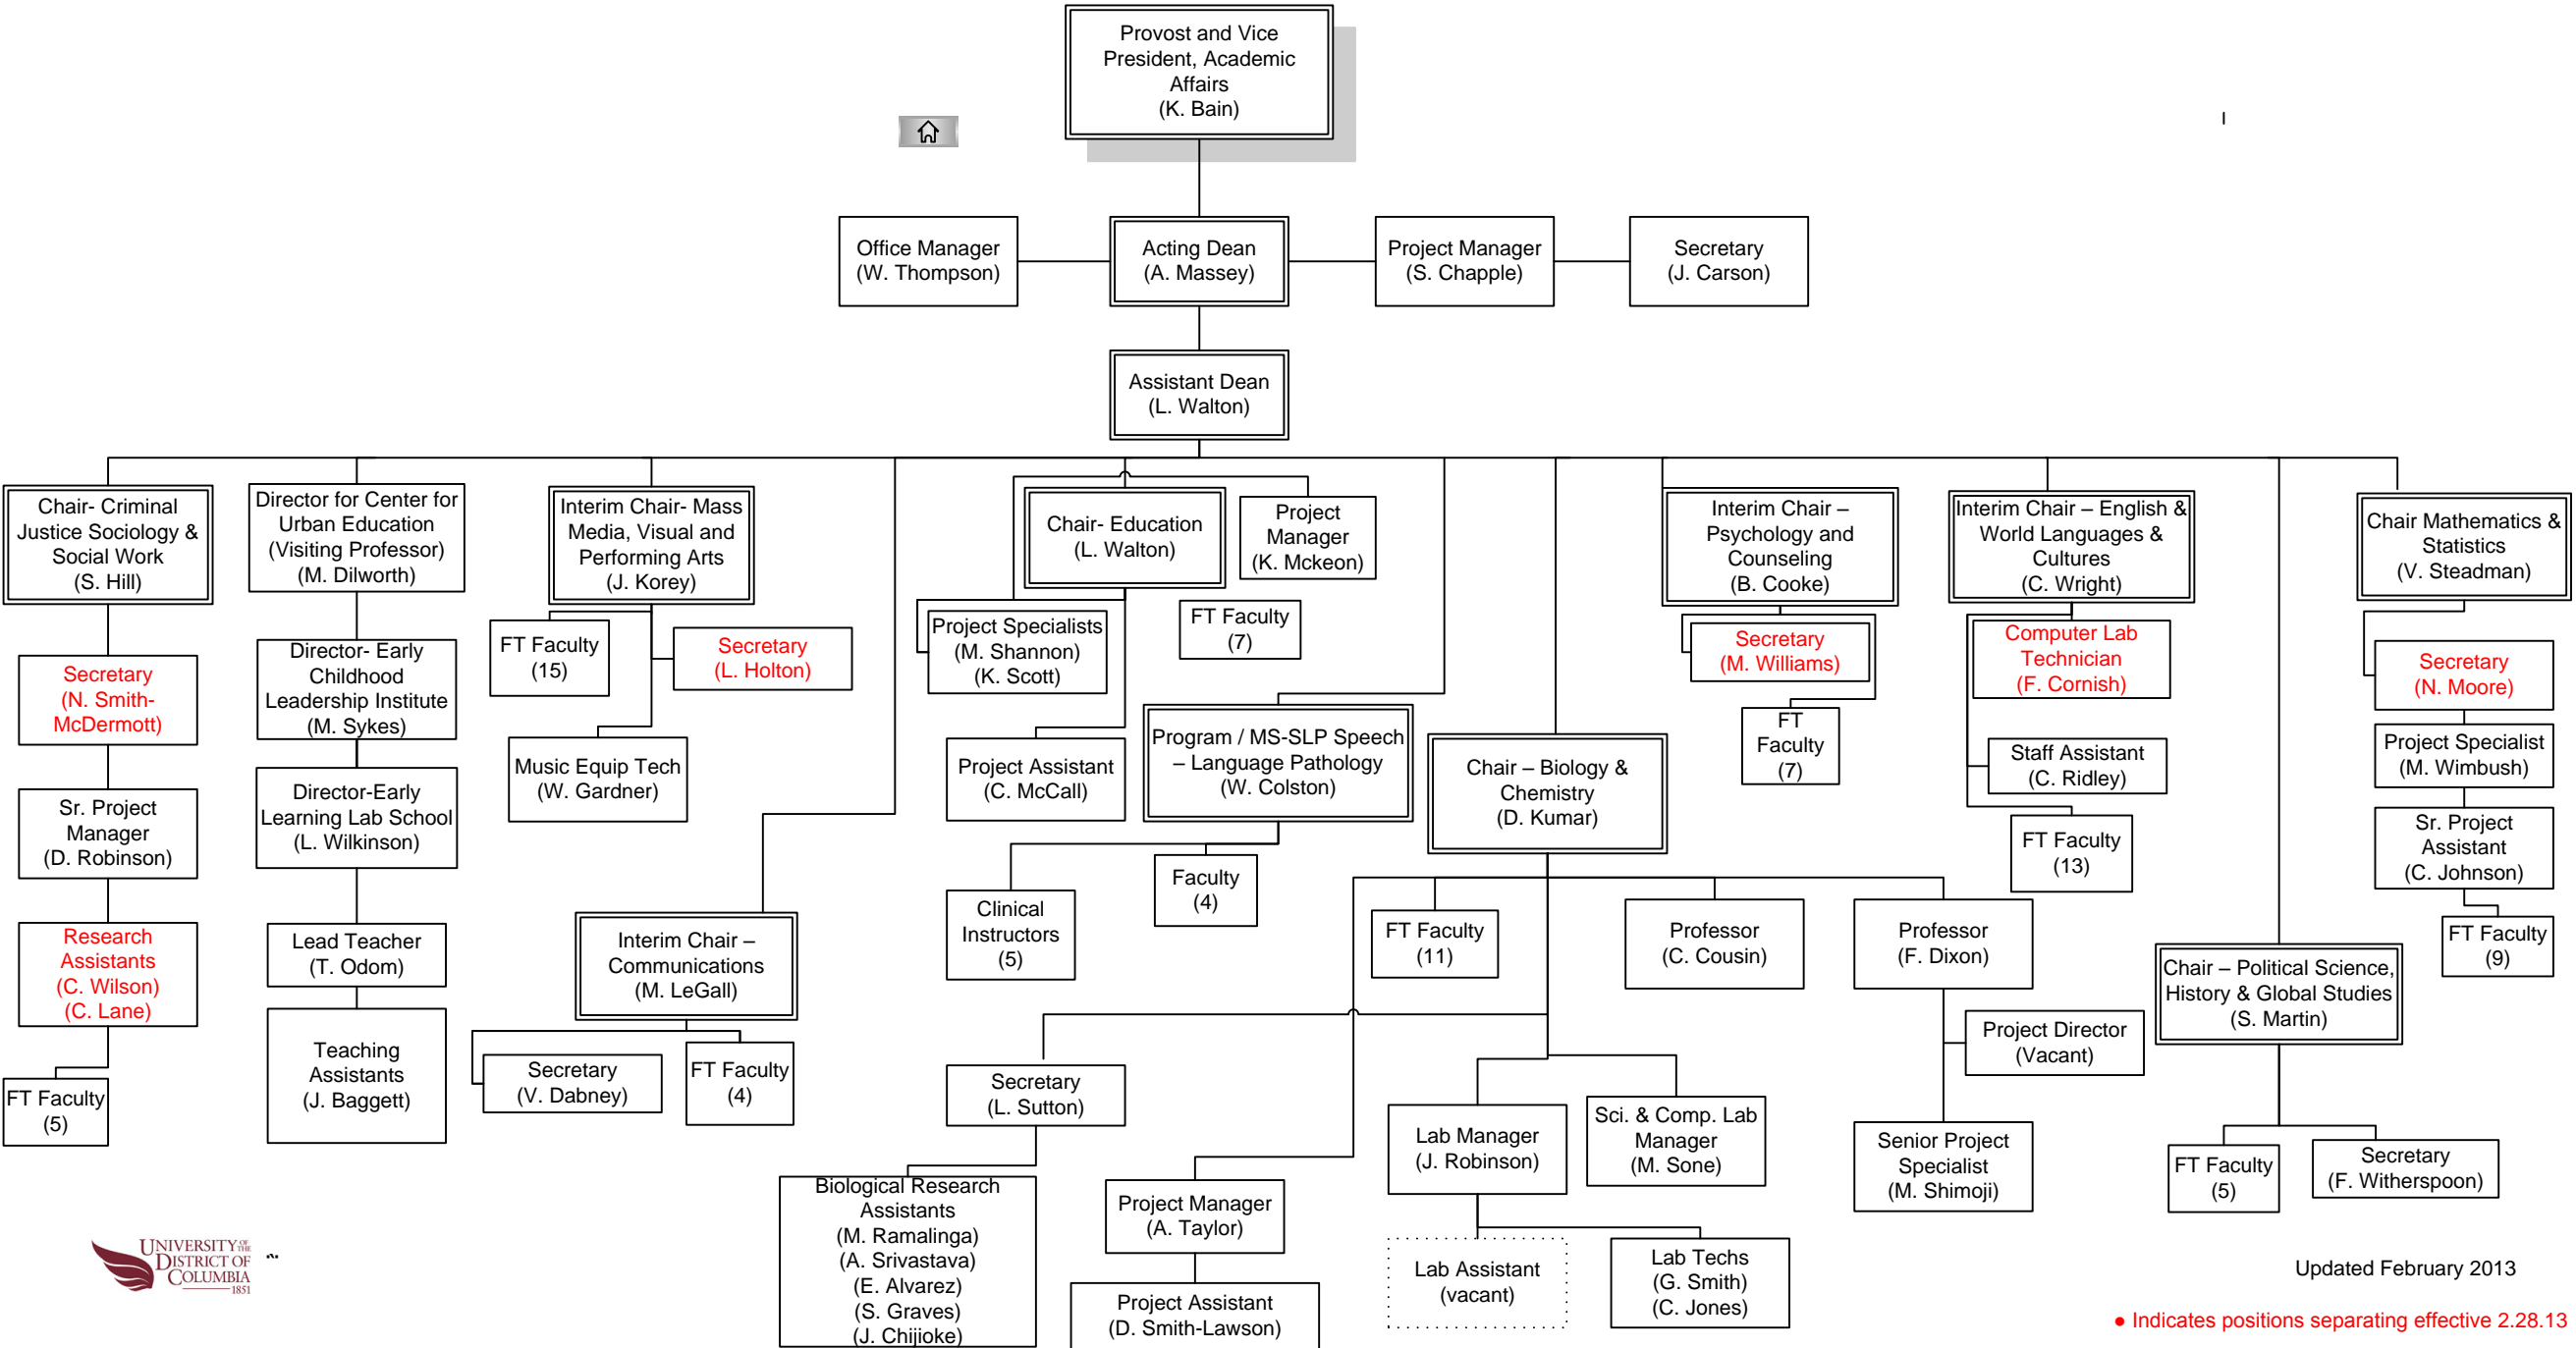 Provost and Vice
President, Academic
Affairs
(K. Bain)
Office Manager
(W. Thompson)
Acting Dean
(A. Massey)
Project Manager
(S. Chapple)
Secretary
(J. Carson)
Assistant Dean
(L. Walton)
Chair- Criminal
Justice Sociology &
Social Work
(S. Hill)
Secretary
(N. Smith-
McDermott)
Sr. Project
Manager
(D. Robinson)
Research
Assistants
(C. Wilson)
(C. Lane)
FT Faculty
(5)
Director for Center for
Urban Education
(Visiting Professor)
(M. Dilworth)
Director- Early
Childhood
Leadership Institute
(M. Sykes)
Director-Early
Learning Lab School
(L. Wilkinson)
Lead Teacher
(T. Odom)
Teaching
Assistants
(J. Baggett)
Interim Chair- Mass
Media, Visual and
Performing Arts
(J. Korey)
FT Faculty
(15)
Secretary
(L. Holton)
Music Equip Tech
(W. Gardner)
Interim Chair –
Communications
(M. LeGall)
Secretary
(V. Dabney)
FT Faculty
(4)
Chair- Education
(L. Walton)
Project
Manager
(K. Mckeon)
Project Specialists
(M. Shannon)
(K. Scott)
FT Faculty
(7)
Project Assistant
(C. McCall)
Program / MS-SLP Speech
– Language Pathology
(W. Colston)
Clinical
Instructors
(5)
Faculty
(4)
Chair – Biology &
Chemistry
(D. Kumar)
FT Faculty
(11)
Professor
(C. Cousin)
Professor
(F. Dixon)
Project Director
(Vacant)
Senior Project
Specialist
(M. Shimoji)
Secretary
(L. Sutton)
Biological Research
Assistants
(M. Ramalinga)
(A. Srivastava)
(E. Alvarez)
(S. Graves)
(J. Chijioke)
Project Manager
(A. Taylor)
Project Assistant
(D. Smith-Lawson)
Lab Manager
(J. Robinson)
Sci. & Comp. Lab
Manager
(M. Sone)
Lab Assistant
(vacant)
Lab Techs
(G. Smith)
(C. Jones)
Interim Chair –
Psychology and
Counseling
(B. Cooke)
Secretary
(M. Williams)
FT
Faculty
(7)
Interim Chair – English &
World Languages &
Cultures
(C. Wright)
Computer Lab
Technician
(F. Cornish)
Staff Assistant
(C. Ridley)
FT Faculty
(13)
Chair – Political Science,
History & Global Studies
(S. Martin)
FT Faculty
(5)
Secretary
(F. Witherspoon)
Chair Mathematics &
Statistics
(V. Steadman)
Secretary
(N. Moore)
Project Specialist
(M. Wimbush)
Sr. Project
Assistant
(C. Johnson)
FT Faculty
(9)
UNIVERSITY OF THE
DISTRICT OF
COLUMBIA
1851
Updated February 2013
● Indicates positions separating effective 2.28.13